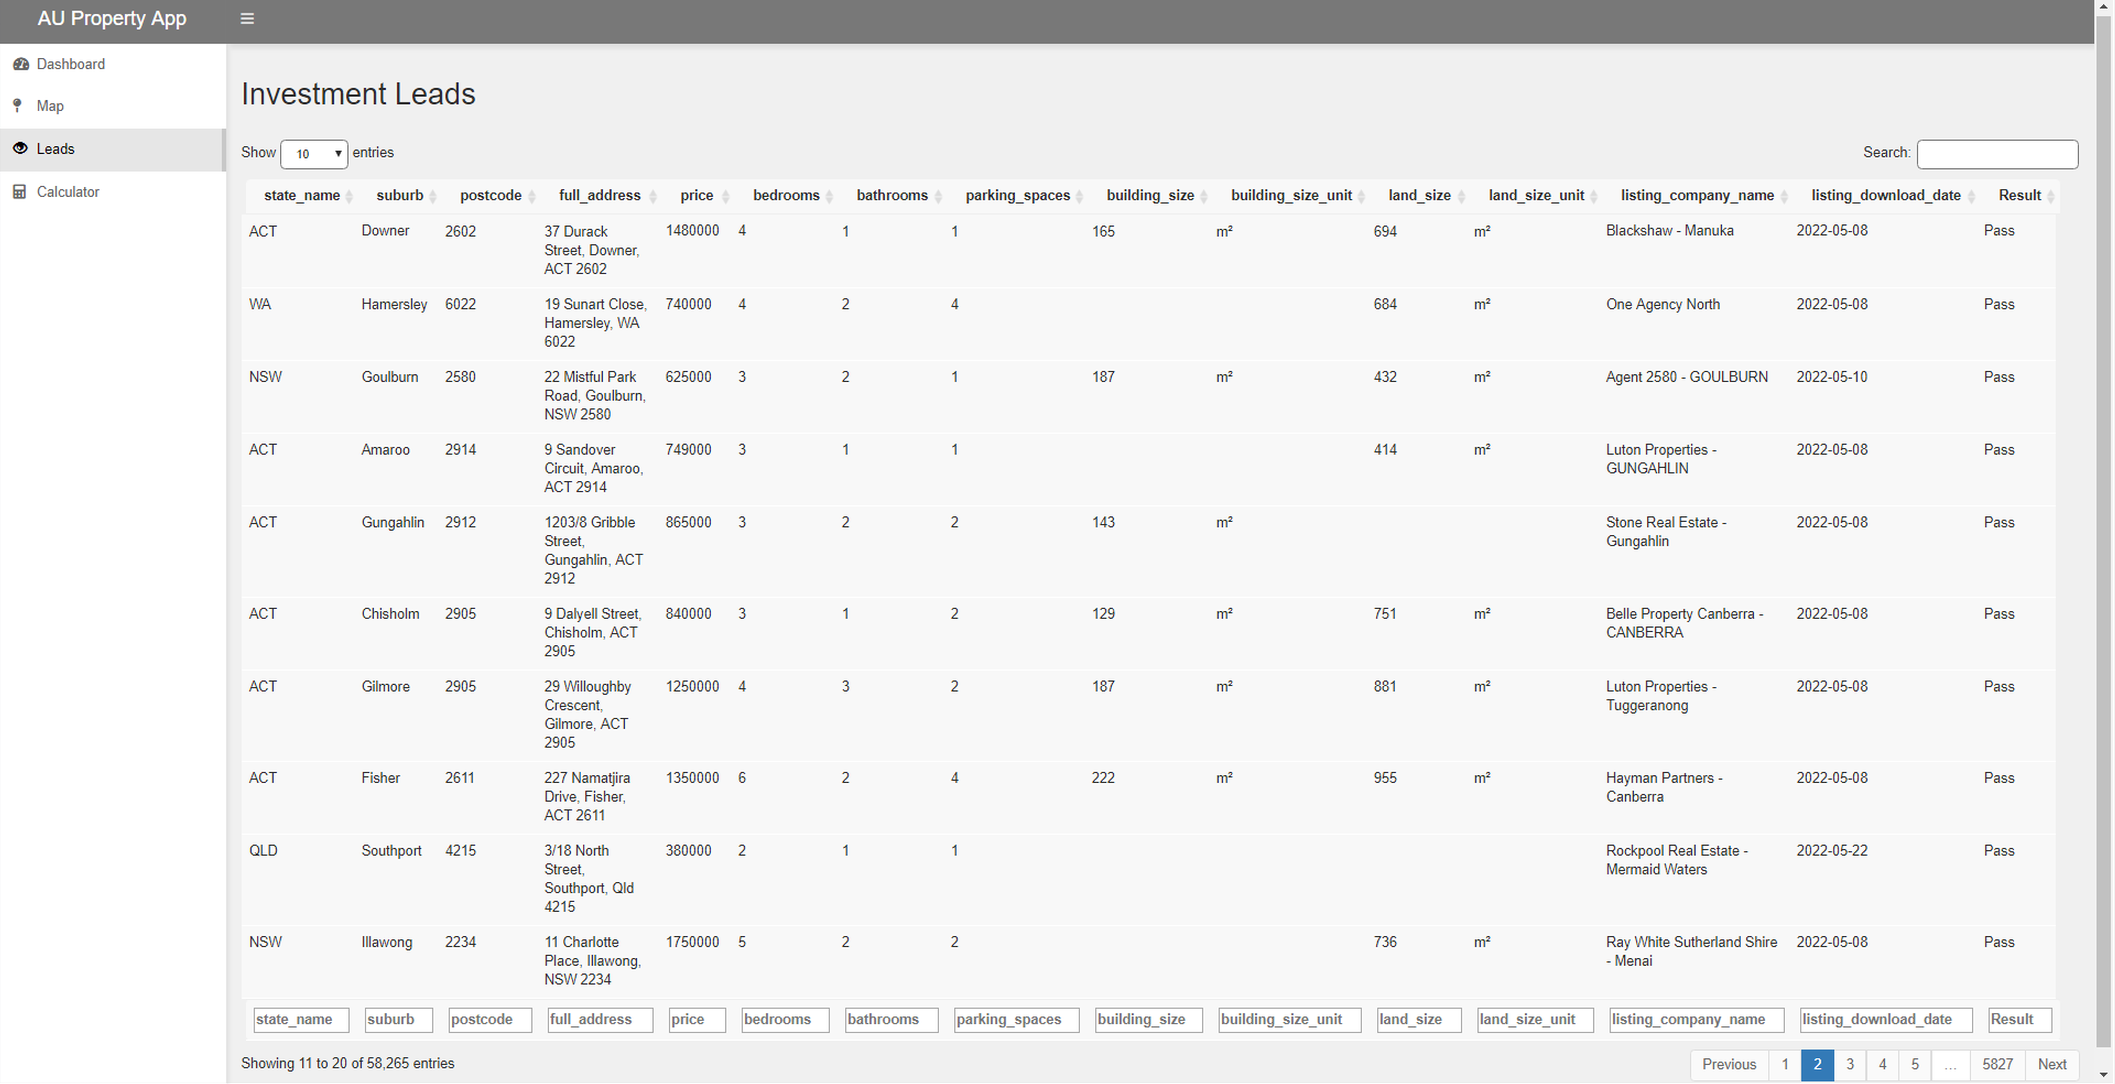 AU Property App
Dashboard
Map
Leads
Calculator
Investment Leads
Show 10 entries
Search:
state_name suburb postcode full_address price bedrooms bathrooms parking_spaces building_size building_size_unit land_size land_size_unit listing_company_name listing_download_date Result
ACT Downer 2602 37 Durack 1480000 4 1 1 165 m² 694 m² Blackshaw - Manuka 2022-05-08 Pass
Street, Downer,
ACT 2602
WA Hamersley 6022 19 Sunart Close, 740000 4 2 4 684 m² One Agency North 2022-05-08 Pass
Hamersley, WA
6022
NSW Goulburn 2580 22 Mistful Park 625000 3 2 1 187 m² 432 m² Agent 2580 - GOULBURN 2022-05-10 Pass
Road, Goulburn,
NSW 2580
ACT Amaroo 2914 9 Sandover 749000 3 1 1 414 m² Luton Properties - 2022-05-08 Pass
Circuit, Amaroo, GUNGAHLIN
ACT 2914
ACT Gungahlin 2912 1203/8 Gribble 865000 3 2 2 143 m² Stone Real Estate - 2022-05-08 Pass
Street, Gungahlin
Gungahlin, ACT
2912
ACT Chisholm 2905 9 Dalyell Street, 840000 3 1 2 129 m² 751 m² Belle Property Canberra - 2022-05-08 Pass
Chisholm, ACT CANBERRA
2905
ACT Gilmore 2905 29 Willoughby 1250000 4 3 2 187 m² 881 m² Luton Properties - 2022-05-08 Pass
Crescent, Tuggeranong
Gilmore, ACT
2905
ACT Fisher 2611 227 Namatjira 1350000 6 2 4 222 m² 955 m² Hayman Partners - 2022-05-08 Pass
Drive, Fisher, Canberra
ACT 2611
QLD Southport 4215 3/18 North 380000 2 1 1 Rockpool Real Estate - 2022-05-22 Pass
Street, Mermaid Waters
Southport, Qld
4215
NSW Illawong 2234 11 Charlotte 1750000 5 2 2 736 m² Ray White Sutherland Shire 2022-05-08 Pass
Place, Illawong, - Menai
NSW 2234
state_name suburb postcode full_address price bedrooms bathrooms parking_spaces building_size building_size_unit land_size land_size_unit listing_company_name listing_download_date Result
Showing 11 to 20 of 58,265 entries
Previous 1 2 3 4 5 … 5827 Next